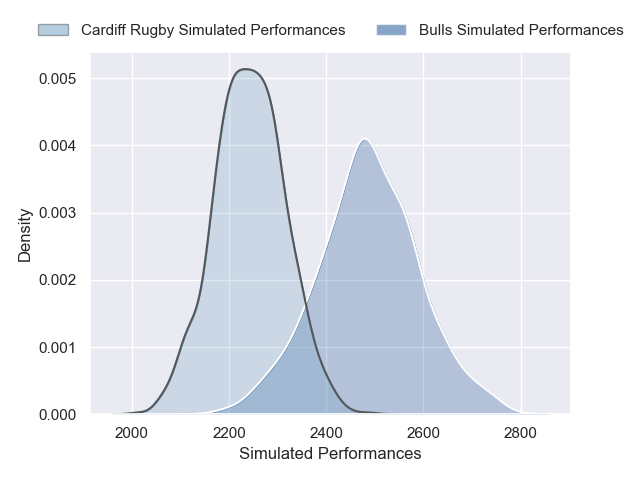 Cardiff Rugby Simulated Performances Bulls Simulated Performances
0.005
0.004
0.003
0.002
0.001
0.000
Density
2000 2200 2400 2600 2800
Simulated Performances